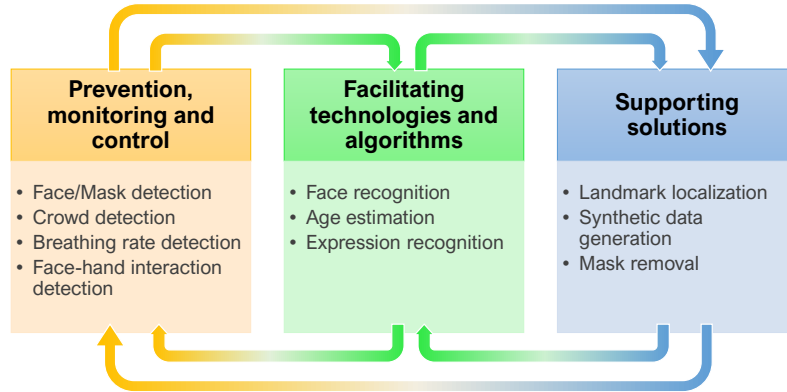 Prevention,
monitoring and
control
• Face/Mask detection
• Crowd detection
• Breathing rate detection
• Face-hand interaction
detection
Facilitating
technologies and
algorithms
• Face recognition
• Age estimation
• Expression recognition
Supporting
solutions
• Landmark localization
• Synthetic data
generation
• Mask removal